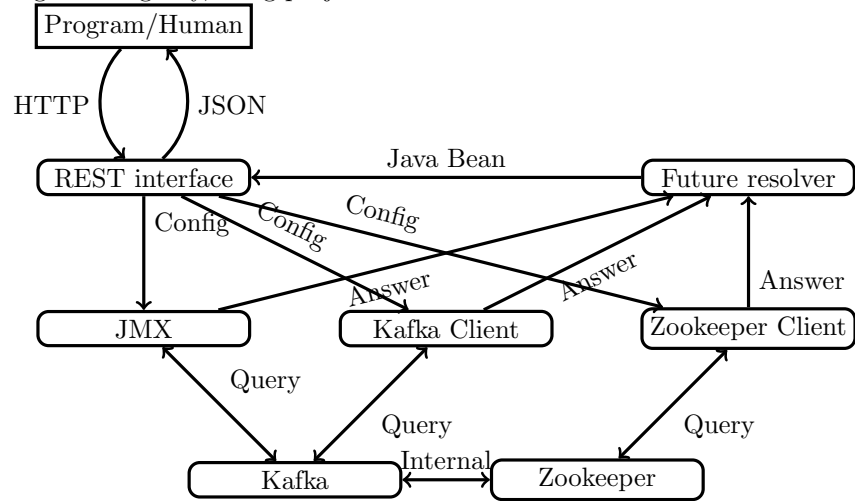 Program/Human
HTTP
JSON
Java Bean
REST interface
Future resolver
Config
Config
Config
Answer
Answer
Answer
JMX
Kafka Client
Zookeeper Client
Query
Query
Query
Internal
Kafka
Zookeeper